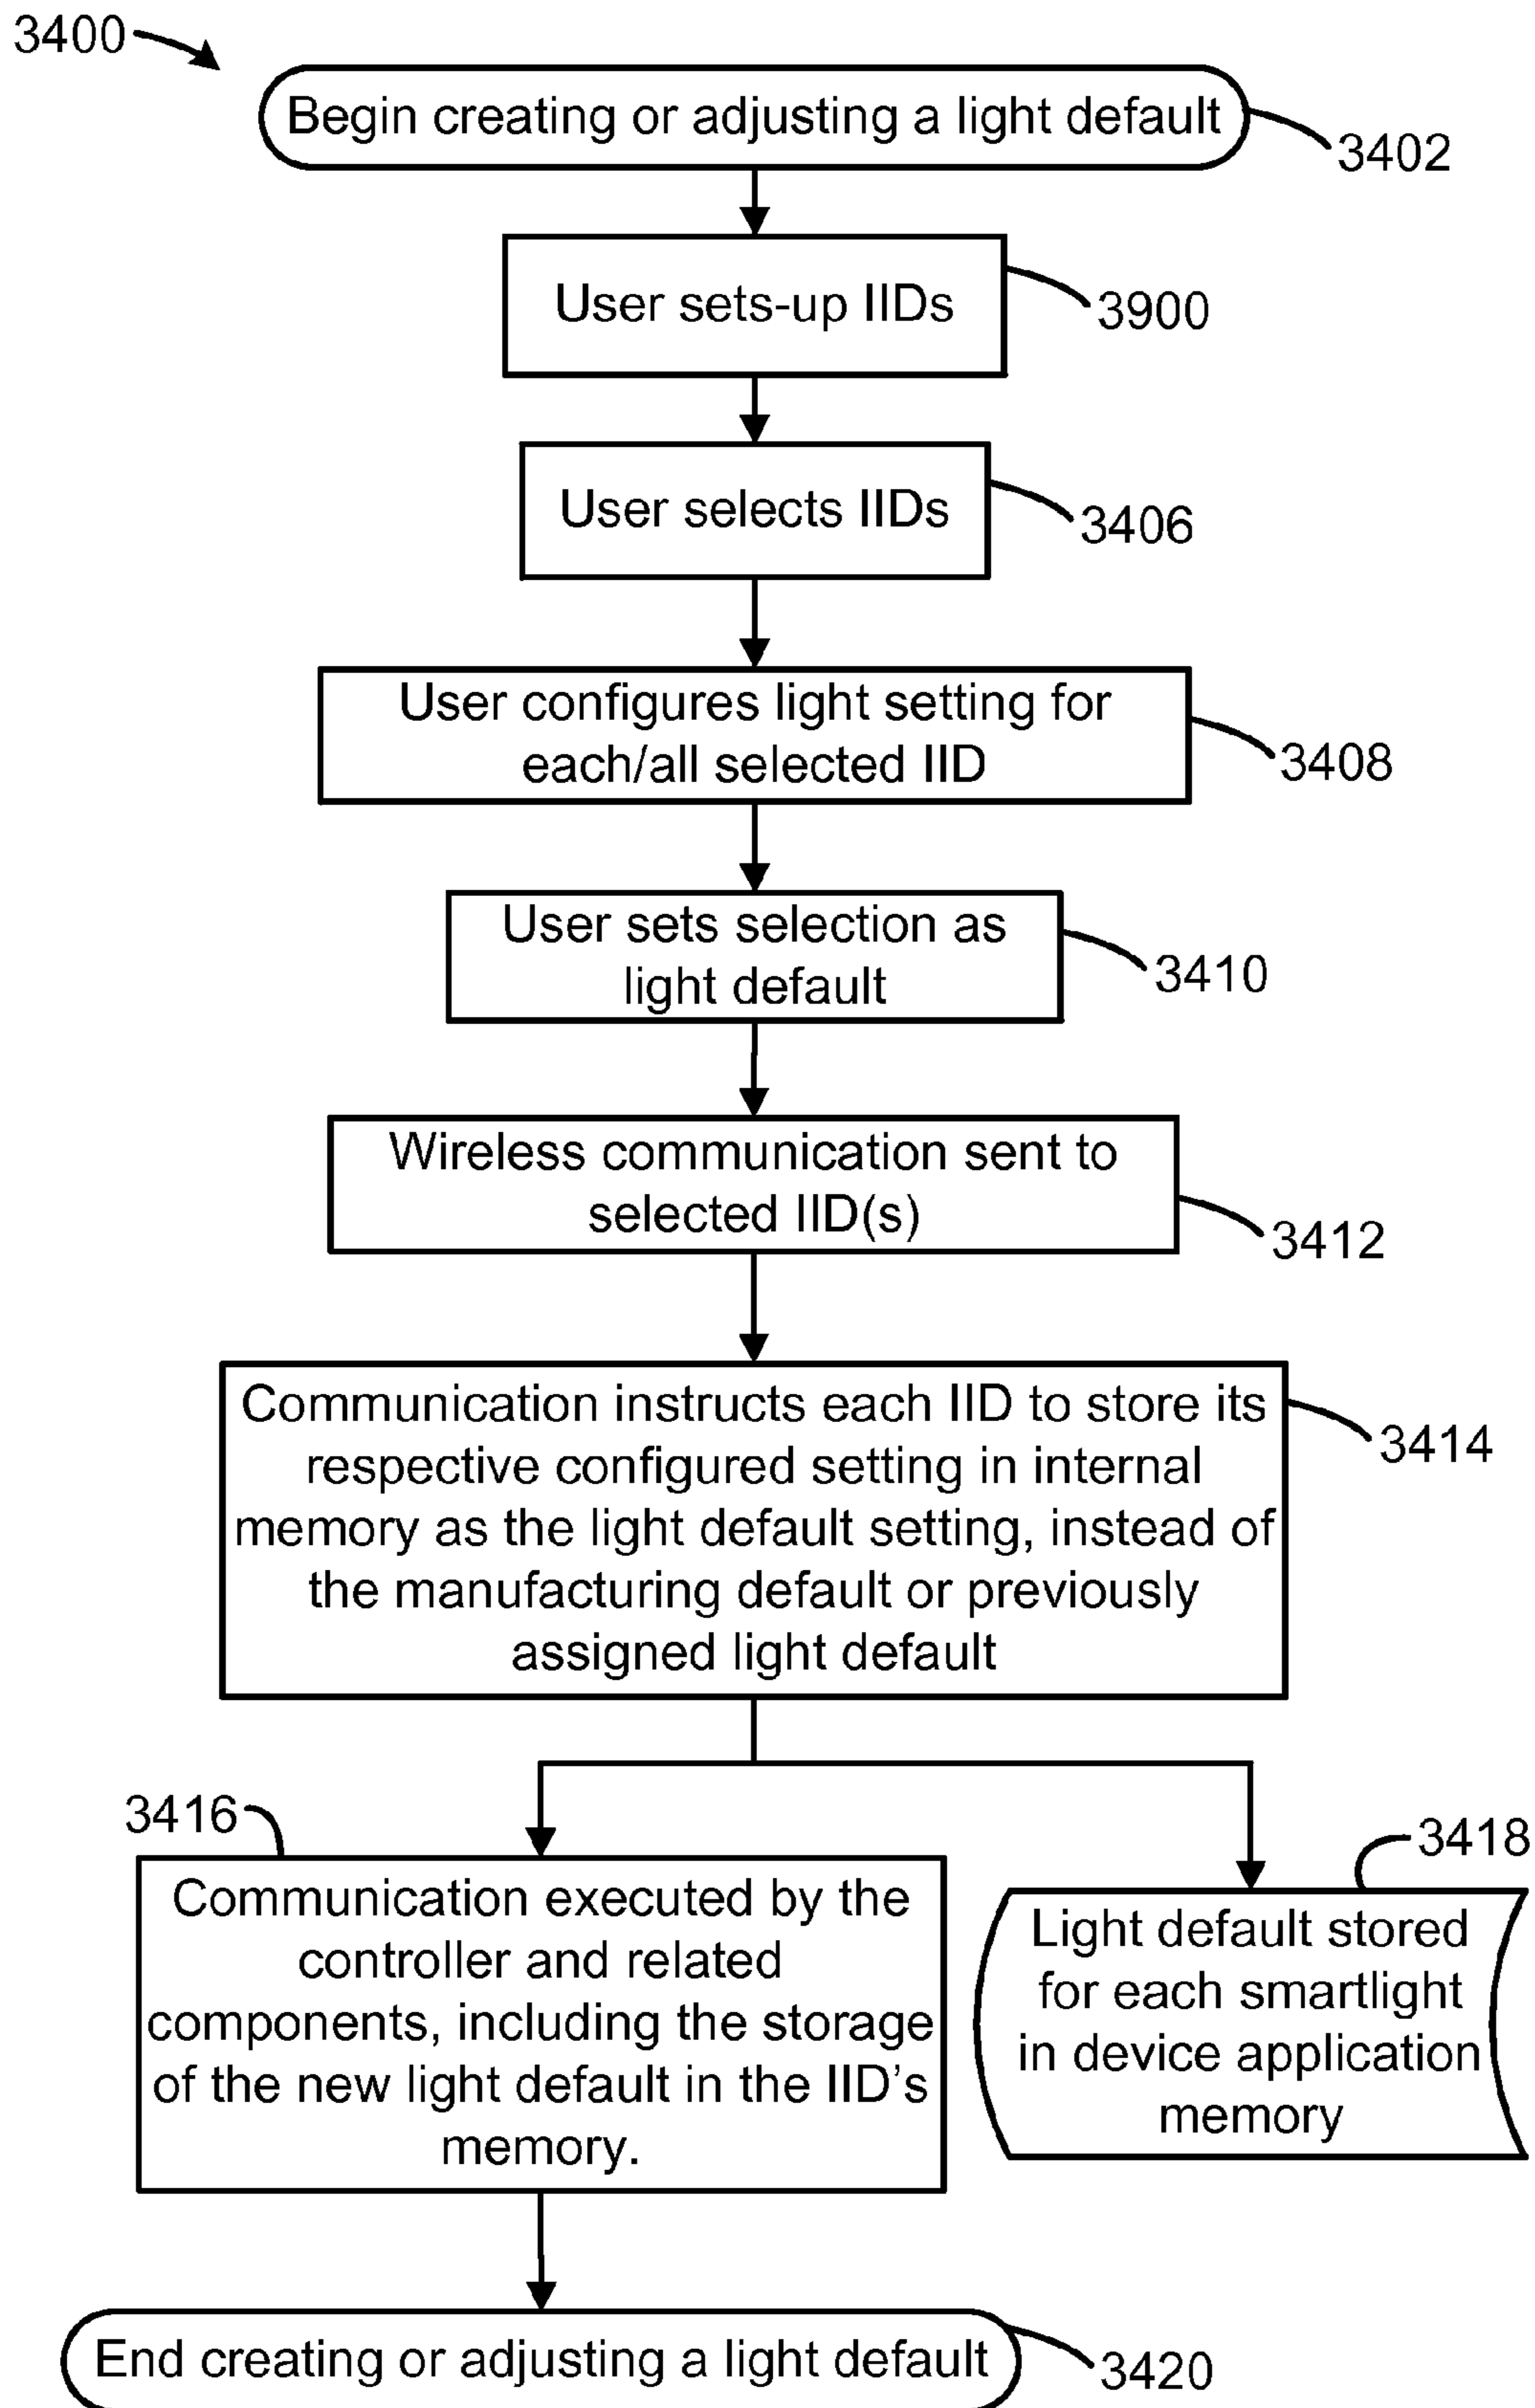 3400
Begin creating or adjusting a light default
3402
User sets-up IIDs
3900
User selects IIDs
3406
User configures light setting for
each/all selected IID
3408
User sets selection as
light default
3410
Wireless communication sent to
selected IID(s)
3412
Communication instructs each IID to store its
respective configured setting in internal
memory as the light default setting, instead of
the manufacturing default or previously
assigned light default
3414
3416
Communication executed by the
controller and related
components, including the storage
of the new light default in the IID's
memory.
3418
Light default stored
for each smartlight
in device application
memory
End creating or adjusting a light default
3420